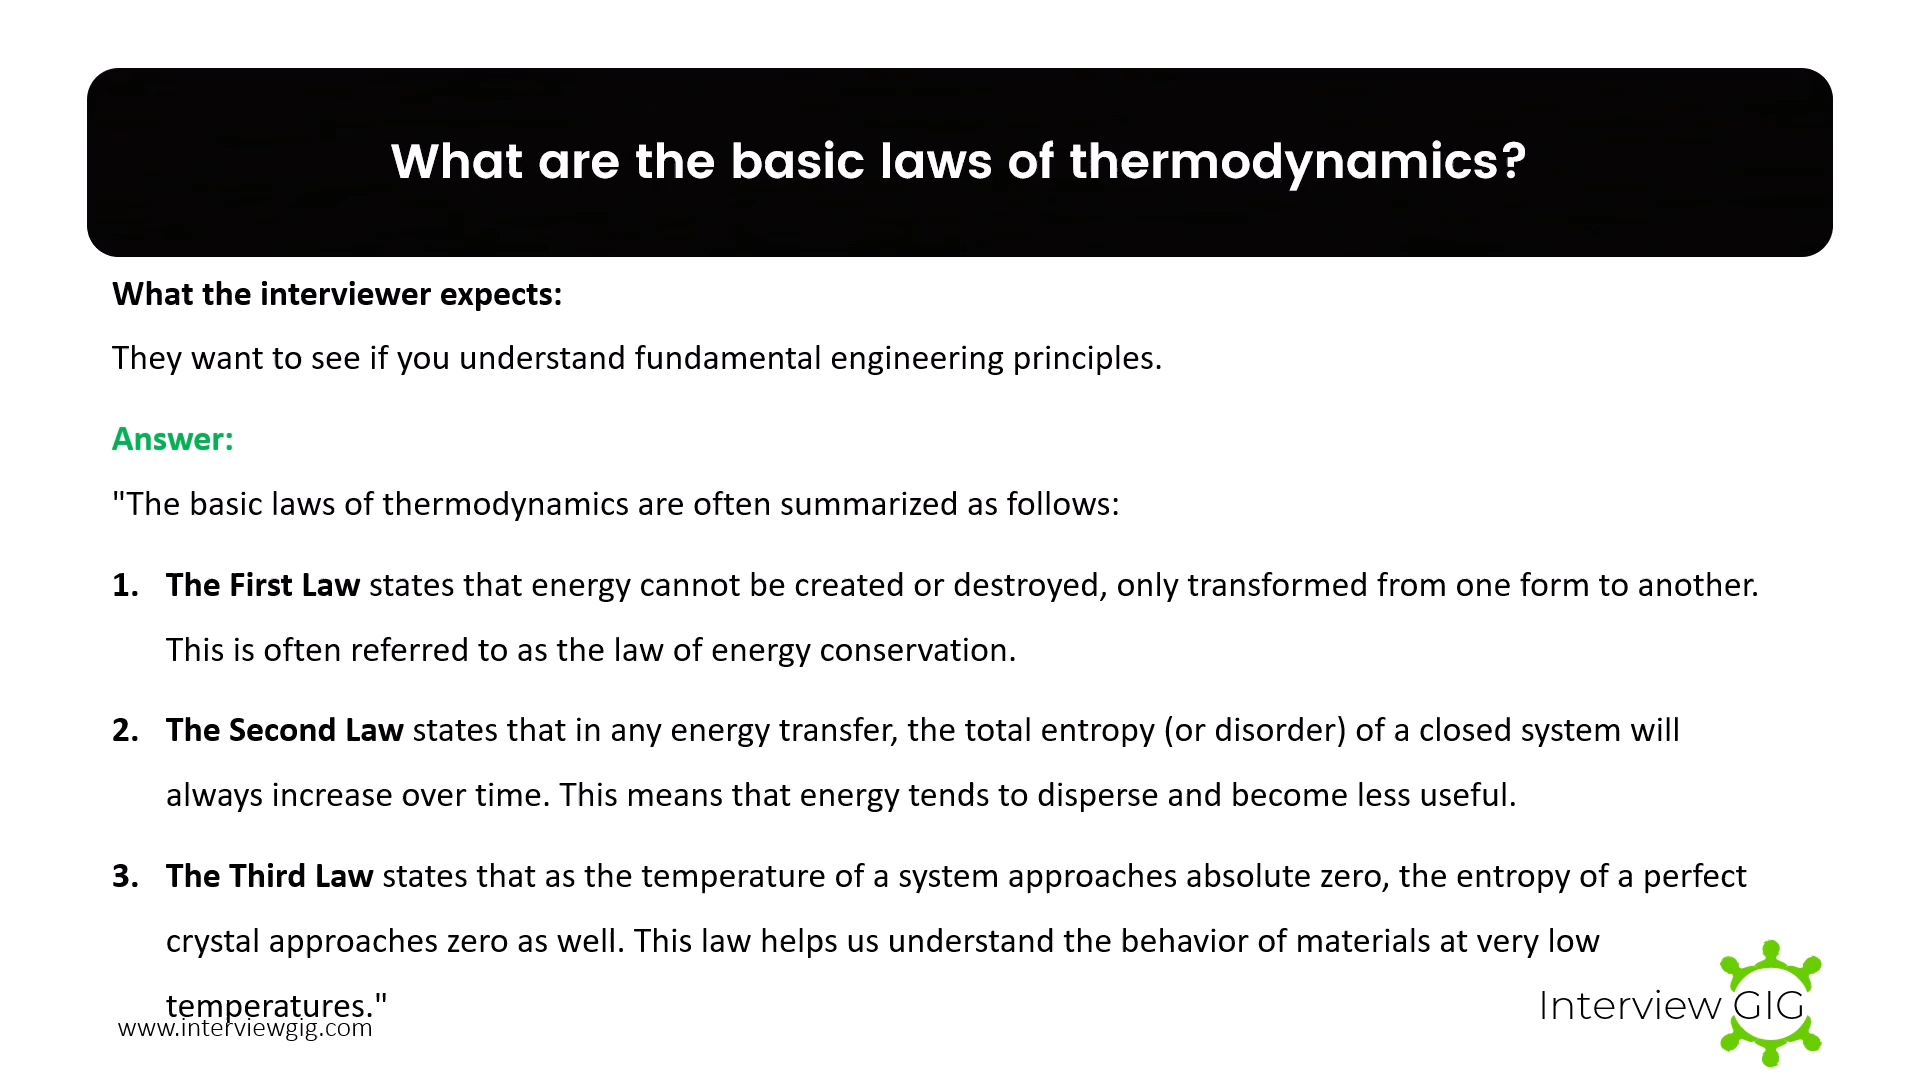 What are the basic laws of thermodynamics?
What the interviewer expects:
They want to see if you understand fundamental engineering principles.
Answer:
"The basic laws of thermodynamics are often summarized as follows:
1. The First Law states that energy cannot be created or destroyed, only transformed from one form to another.
This is often referred to as the law of energy conservation.
2. The Second Law states that in any energy transfer, the total entropy (or disorder) of a closed system will
always increase over time. This means that energy tends to disperse and become less useful.
3. The Third Law states that as the temperature of a system approaches absolute zero, the entropy of a perfect
crystal approaches zero as well. This law helps us understand the behavior of materials at very low
temperatures."
www.interviewgig.com
Interview GIG